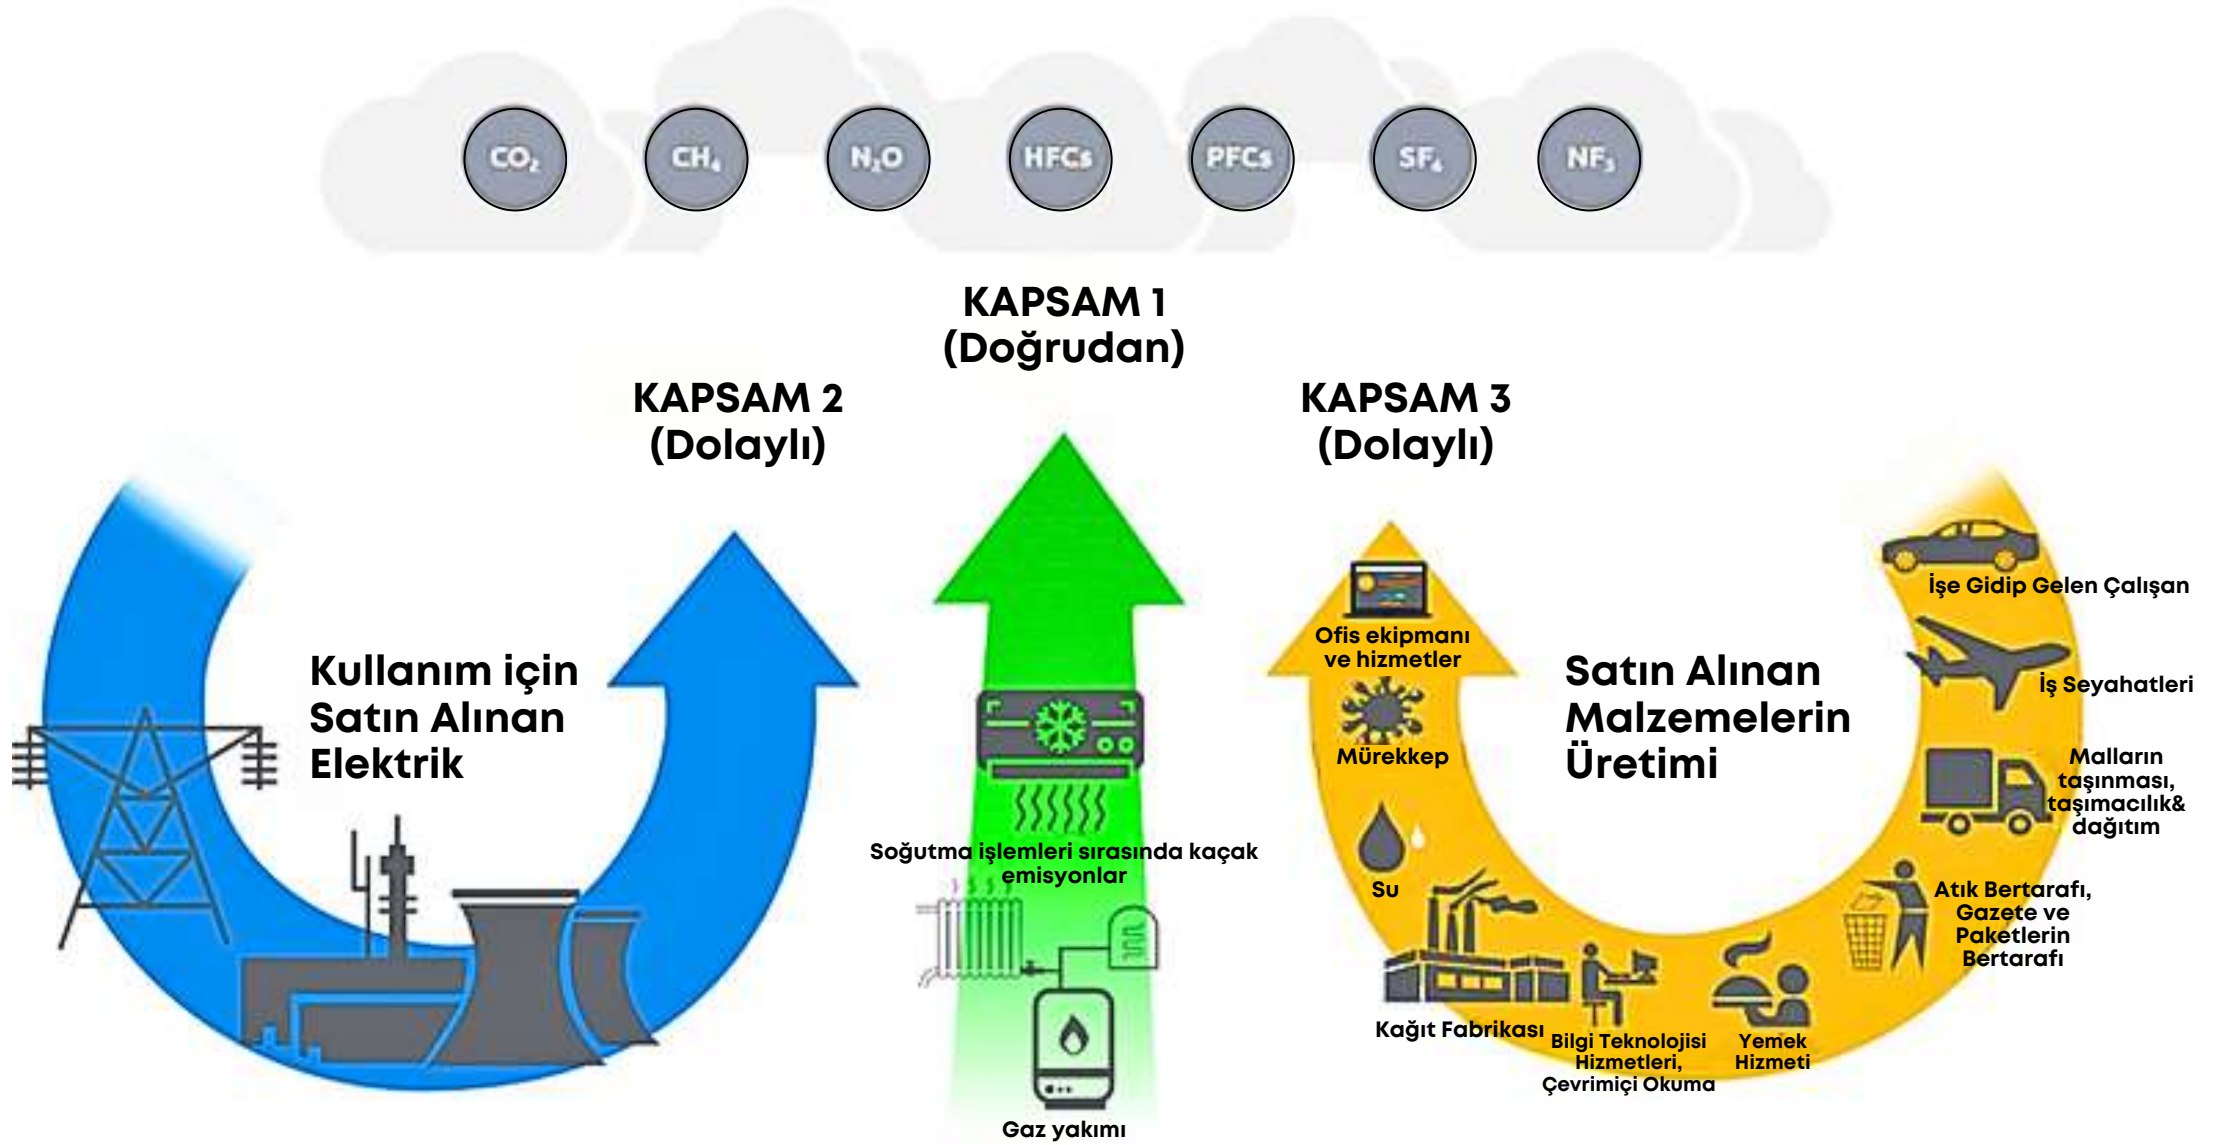 CO₂ CH₄ N₂O HFCs PFCs SF₆ NF₃
KAPSAM 1
(Doğrudan)
KAPSAM 2
(Dolaylı)
KAPSAM 3
(Dolaylı)
Kullanım için
Satın Alınan
Elektrik
Soğutma işlemleri sırasında kaçak
emisyonlar
Gaz yakımı
Ofis ekipmanı
ve hizmetler
Mürekkep
Su
Kağıt Fabrikası
Bilgi Teknolojisi
Hizmetleri,
Çevrimiçi Okuma
Yemek
Hizmeti
Satın Alınan
Malzemelerin
Üretimi
İşe Gidip Gelen Çalışan
İş Seyahatleri
Malların
taşınması,
taşımacılık&
dağıtım
Atık Bertarafı,
Gazete ve
Paketlerin
Bertarafı